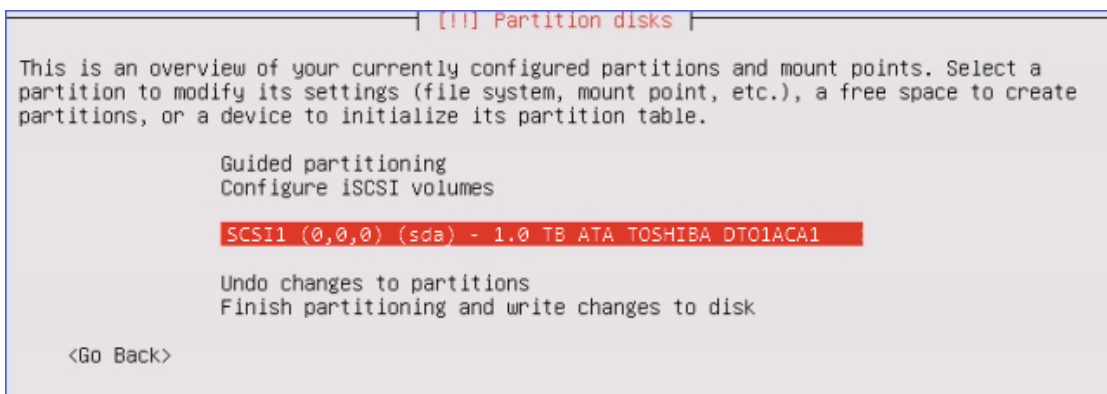 [!!] Partition disks
This is an overview of your currently configured partitions and mount points. Select a
partition to modify its settings (file system, mount point, etc.), a free space to create
partitions, or a device to initialize its partition table.
Guided partitioning
Configure iSCSI volumes
SCSI1 (0,0,0) (sda) - 1.0 TB ATA TOSHIBA DT01ACA1
Undo changes to partitions
Finish partitioning and write changes to disk
<Go Back>